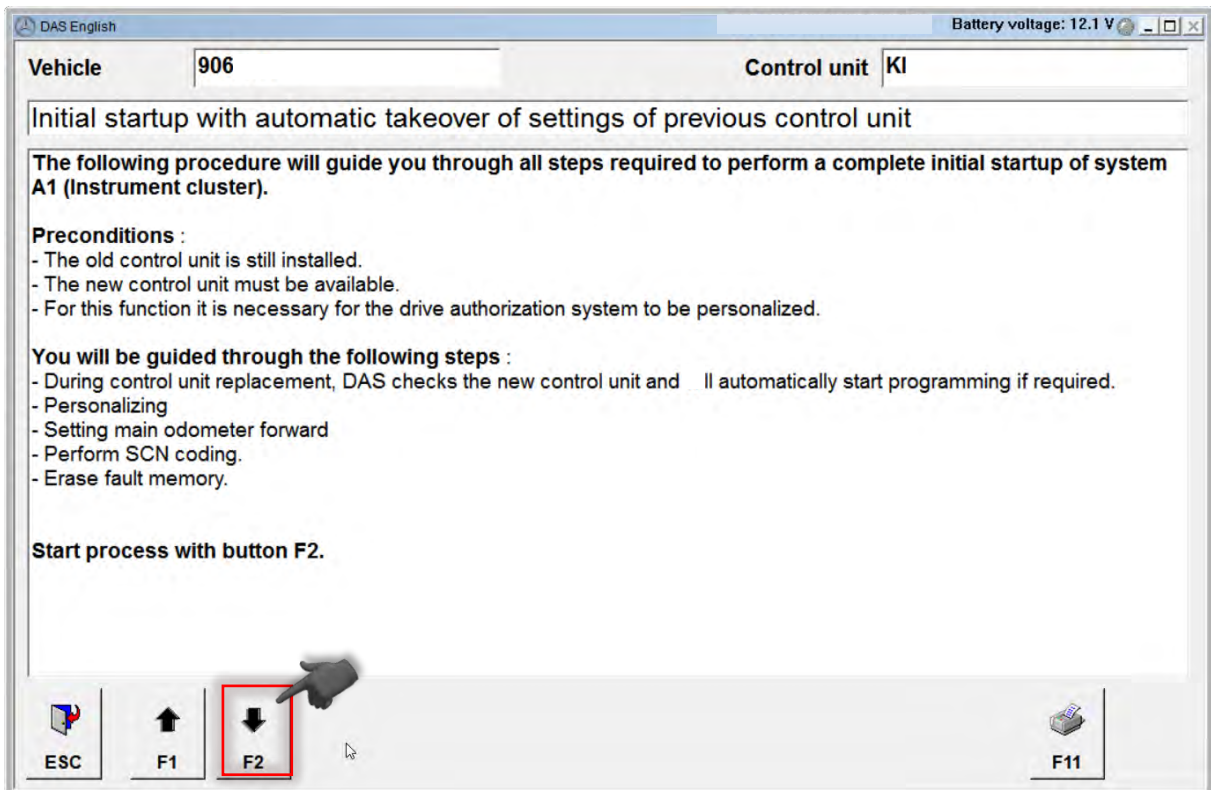 DAS English
Battery voltage: 12.1 V
Vehicle 906 Control unit KI
Initial startup with automatic takeover of settings of previous control unit
The following procedure will guide you through all steps required to perform a complete initial startup of system
A1 (Instrument cluster).
Preconditions :
- The old control unit is still installed.
- The new control unit must be available.
- For this function it is necessary for the drive authorization system to be personalized.
You will be guided through the following steps :
- During control unit replacement, DAS checks the new control unit and ll automatically start programming if required.
- Personalizing
- Setting main odometer forward
- Perform SCN coding.
- Erase fault memory.
Start process with button F2.
ESC F1 F2 F11